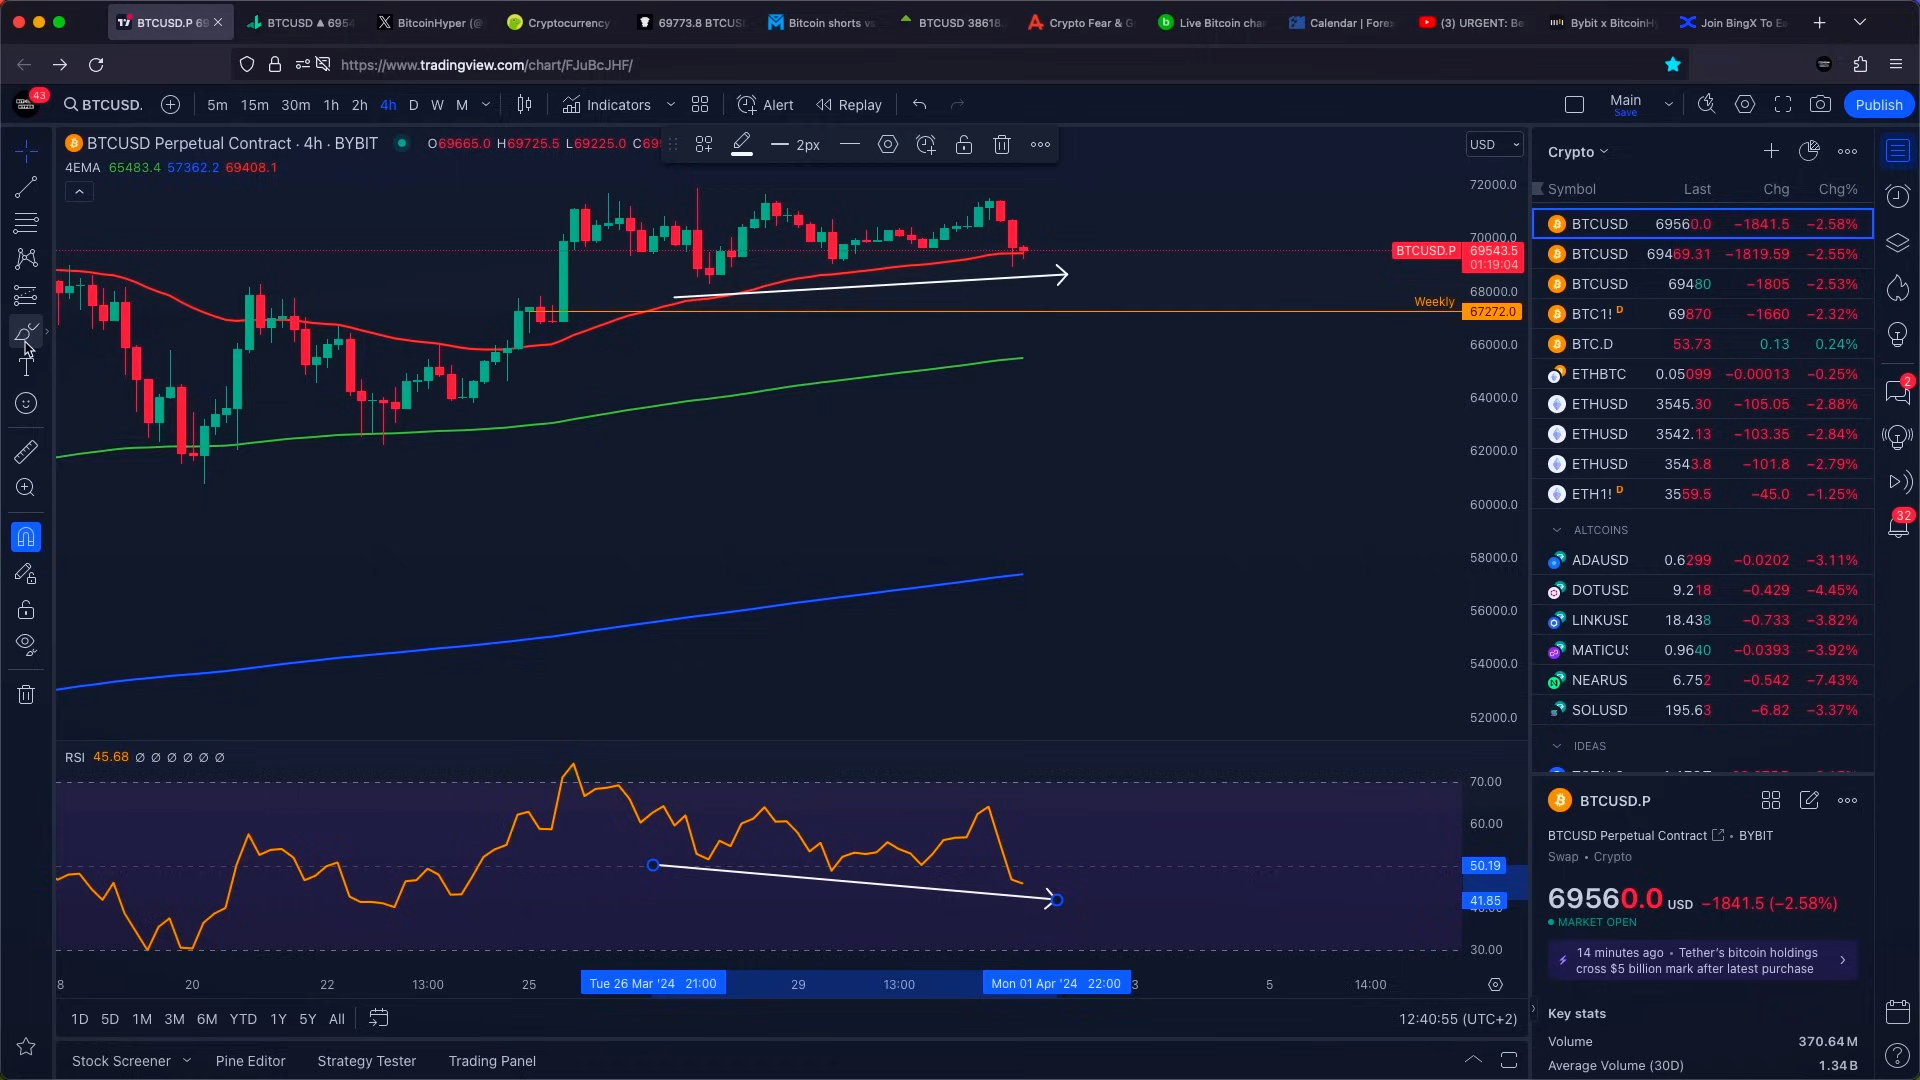 BTCUSD.P 69
BTCUSD ▲ 6954
BitcoinHyper (@
Cryptocurrency
69773.8 BTCUS
Bitcoin shorts vs
BTCUSD 38618
Crypto Fear & G
Live Bitcoin cha
Calendar | Fore
(3) URGENT: Be
Bybit x BitcoinHy
Join BingX To Ea
https://www.tradingview.com/chart/FJuBcJHF/
43
BTCUSD.
5m 15m 30m 1h 2h 4h D W M
Indicators
Alert
Replay
Main
Save
Publish
BTCUSD Perpetual Contract · 4h · BYBIT
O69665.0 H69725.5 L69225.0 C69
2px
USD
4EMA 65483.4 57362.2 69408.1
72000.0
70000.0
BTCUSD.P 69543.5
01:19:04
68000.0
Weekly
67272.0
66000.0
64000.0
62000.0
60000.0
58000.0
56000.0
54000.0
52000.0
RSI 45.68 ∅ ∅ ∅ ∅ ∅ ∅
70.00
60.00
50.19
41.85
30.00
8 20 22 13:00 25 Tue 26 Mar '24 21:00 29 13:00 Mon 01 Apr '24 22:00 3 5 14:00
1D 5D 1M 3M 6M YTD 1Y 5Y All
12:40:55 (UTC+2)
Stock Screener
Pine Editor
Strategy Tester
Trading Panel
Crypto
Symbol Last Chg Chg%
BTCUSD 69560.0 −1841.5 −2.58%
BTCUSD 69469.31 −1819.59 −2.55%
BTCUSD 69480 −1805 −2.53%
BTC1! D 69870 −1660 −2.32%
BTC.D 53.73 0.13 0.24%
ETHBTC 0.05099 −0.00013 −0.25%
ETHUSD 3545.30 −105.05 −2.88%
ETHUSD 3542.13 −103.35 −2.84%
ETHUSD 3543.8 −101.8 −2.79%
ETH1! D 3559.5 −45.0 −1.25%
ALTCOINS
ADAUSD 0.6299 −0.0202 −3.11%
DOTUSD 9.218 −0.429 −4.45%
LINKUSD 18.438 −0.733 −3.82%
MATICUS 0.9640 −0.0393 −3.92%
NEARUS 6.752 −0.542 −7.43%
SOLUSD 195.63 −6.82 −3.37%
IDEAS
BTCUSD.P
BTCUSD Perpetual Contract • BYBIT
Swap • Crypto
69560.0 USD −1841.5 (−2.58%)
MARKET OPEN
14 minutes ago • Tether's bitcoin holdings
cross $5 billion mark after latest purchase
Key stats
Volume 370.64M
Average Volume (30D) 1.34B
2
32